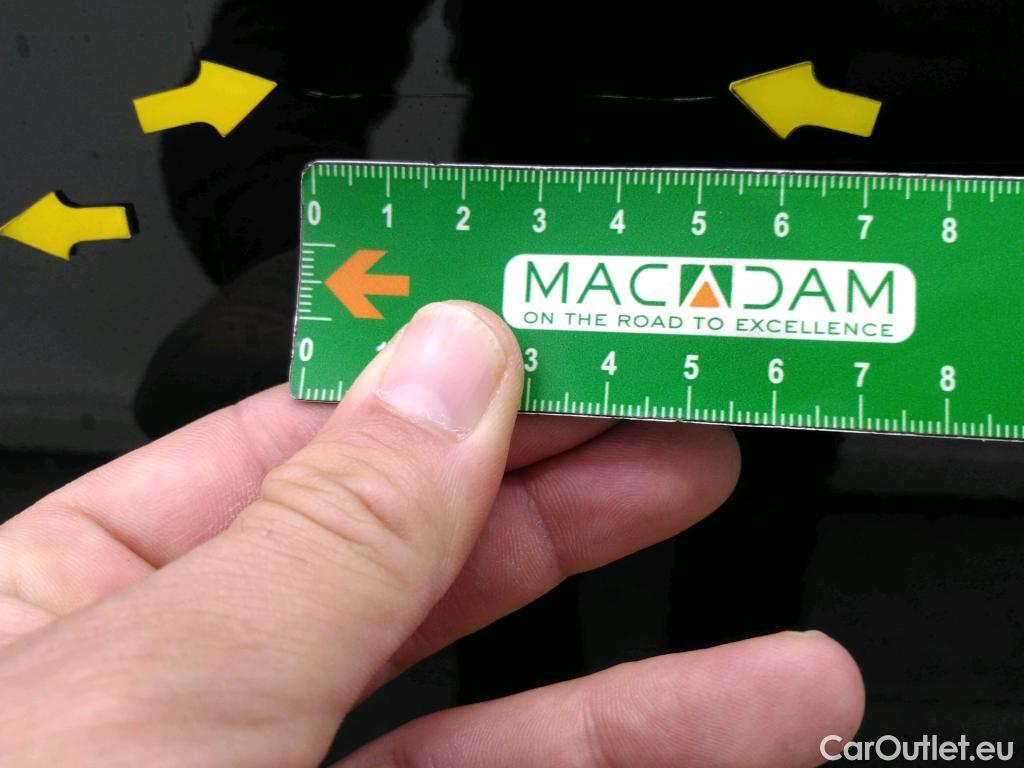 0 1 2 3 4 5 6 7 8
MACADAM
ON THE ROAD TO EXCELLENCE
0 3 4 5 6 7 8
CarOutlet.eu